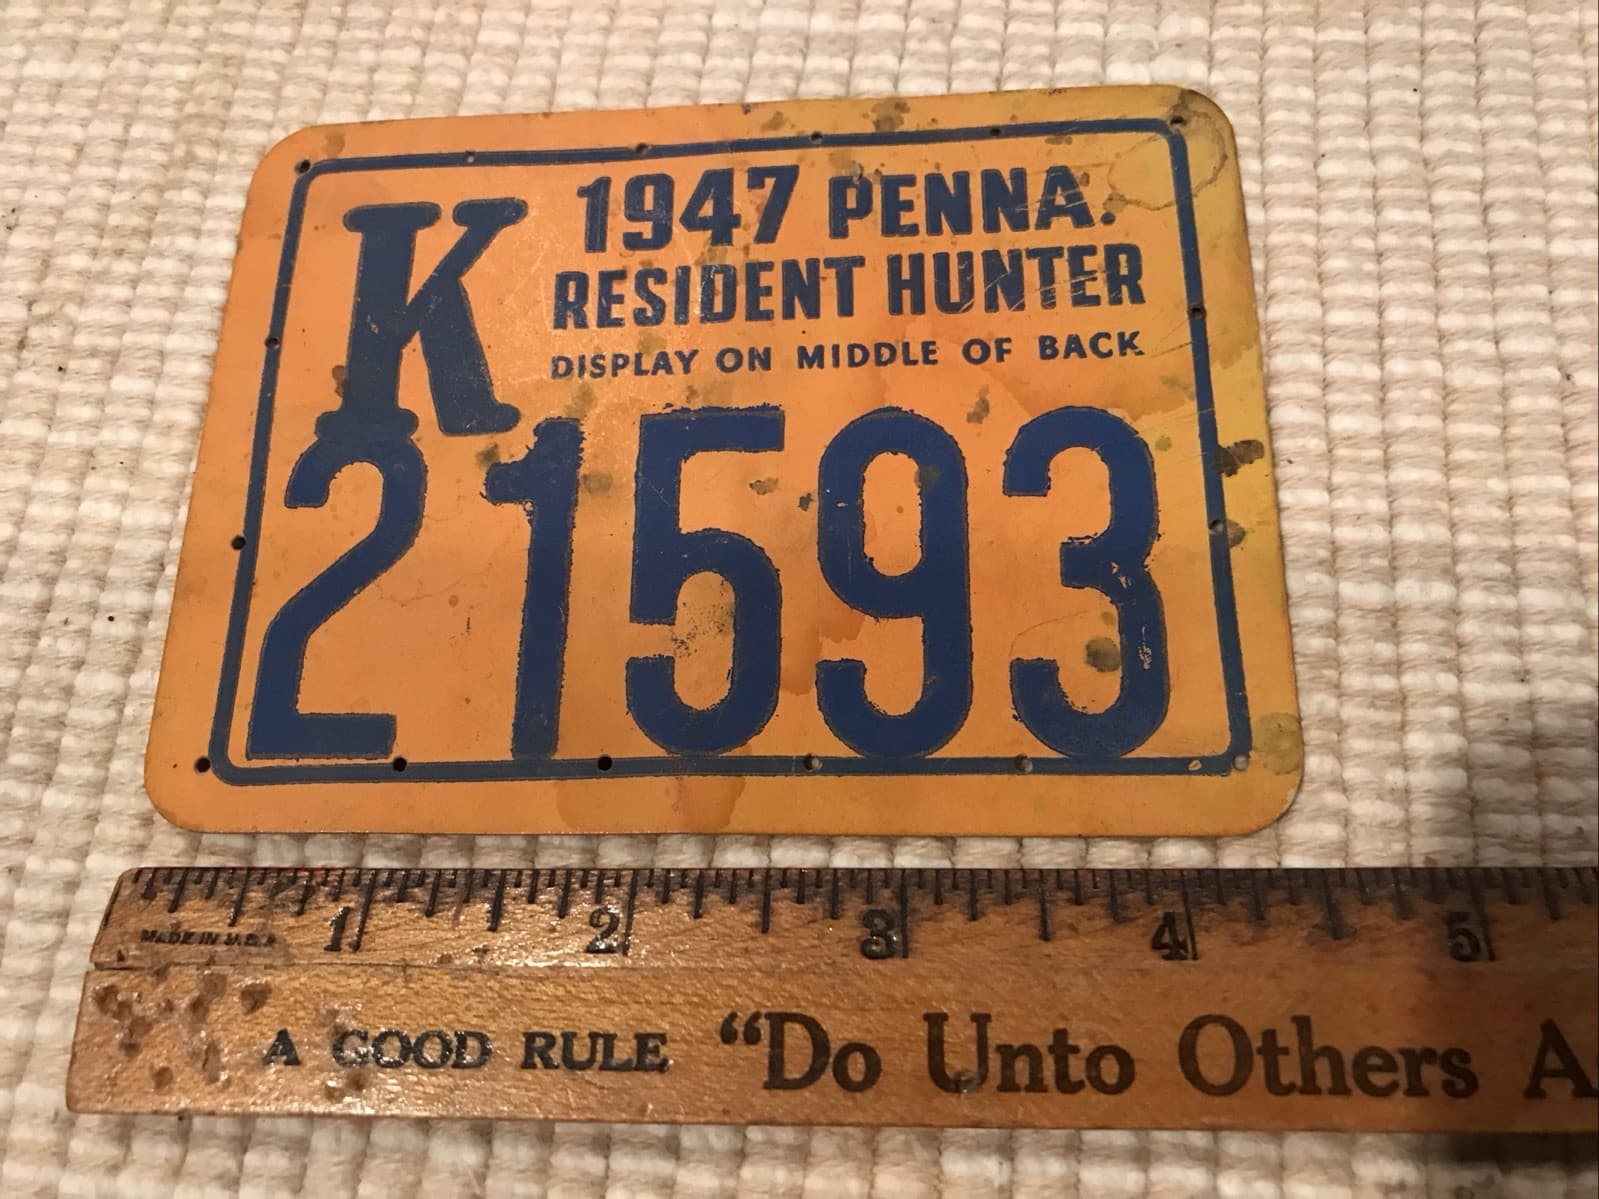 K
1947 PENNA.
RESIDENT HUNTER
DISPLAY ON MIDDLE OF BACK
21593
1 2 3 4 5
MADE IN U.S.A.
A GOOD RULE "Do Unto Others A